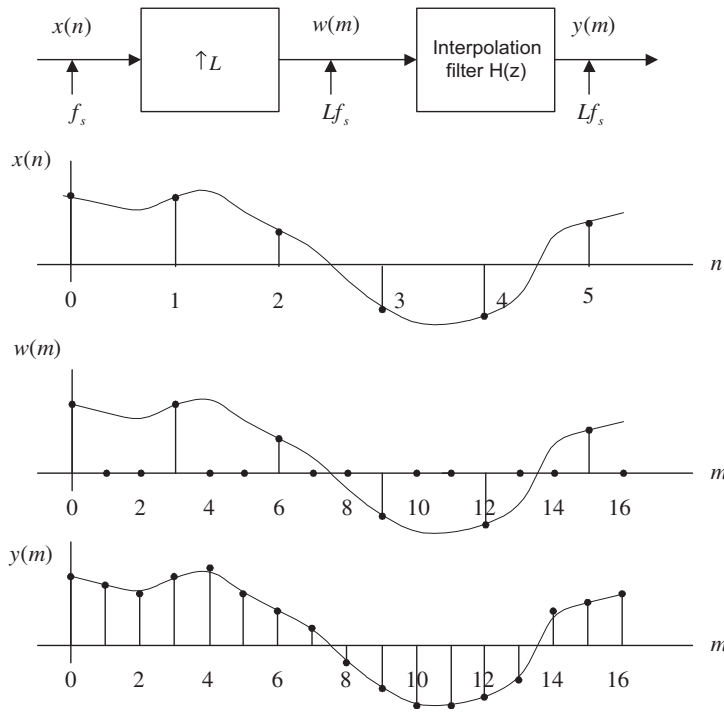 x(n) w(m) y(m)
↑L
Interpolation
filter H(z)
f_s Lf_s Lf_s
x(n)
n
0 1 2 3 4 5
w(m)
m
0 2 4 6 8 10 12 14 16
y(m)
m
0 2 4 6 8 10 12 14 16